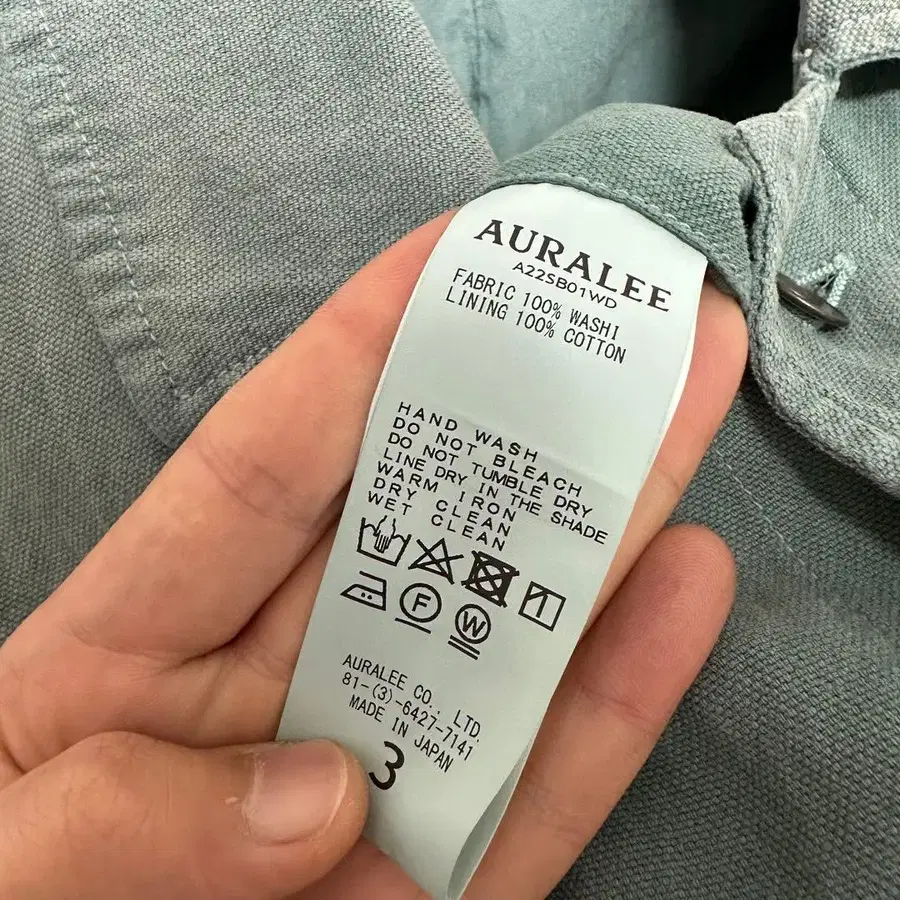 AURALEE
A22SB01WD
FABRIC 100% WASHI
LINING 100% COTTON
HAND WASH
DO NOT BLEACH
DO NOT TUMBLE DRY
LINE DRY IN THE SHADE
WARM IRON
DRY CLEAN
WET CLEAN
F
W
AURALEE CO., LTD.
81-(3)-6427-7141
MADE IN JAPAN
3